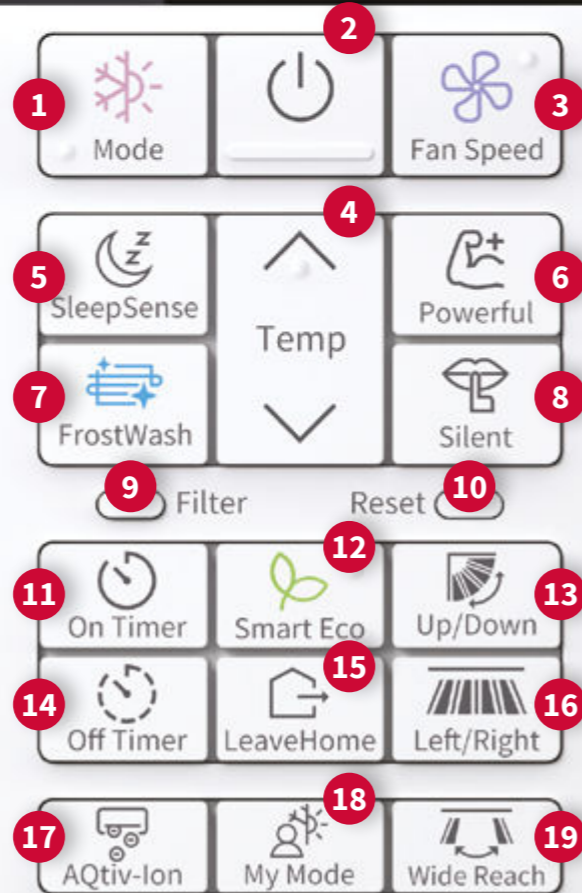 1
Mode
2
3
Fan Speed
4
Temp
5
SleepSense
6
Powerful
7
FrostWash
8
Silent
9
Filter
Reset
10
11
On Timer
12
Smart Eco
13
Up/Down
14
Off Timer
15
LeaveHome
16
Left/Right
17
AQtiv-Ion
18
My Mode
19
Wide Reach